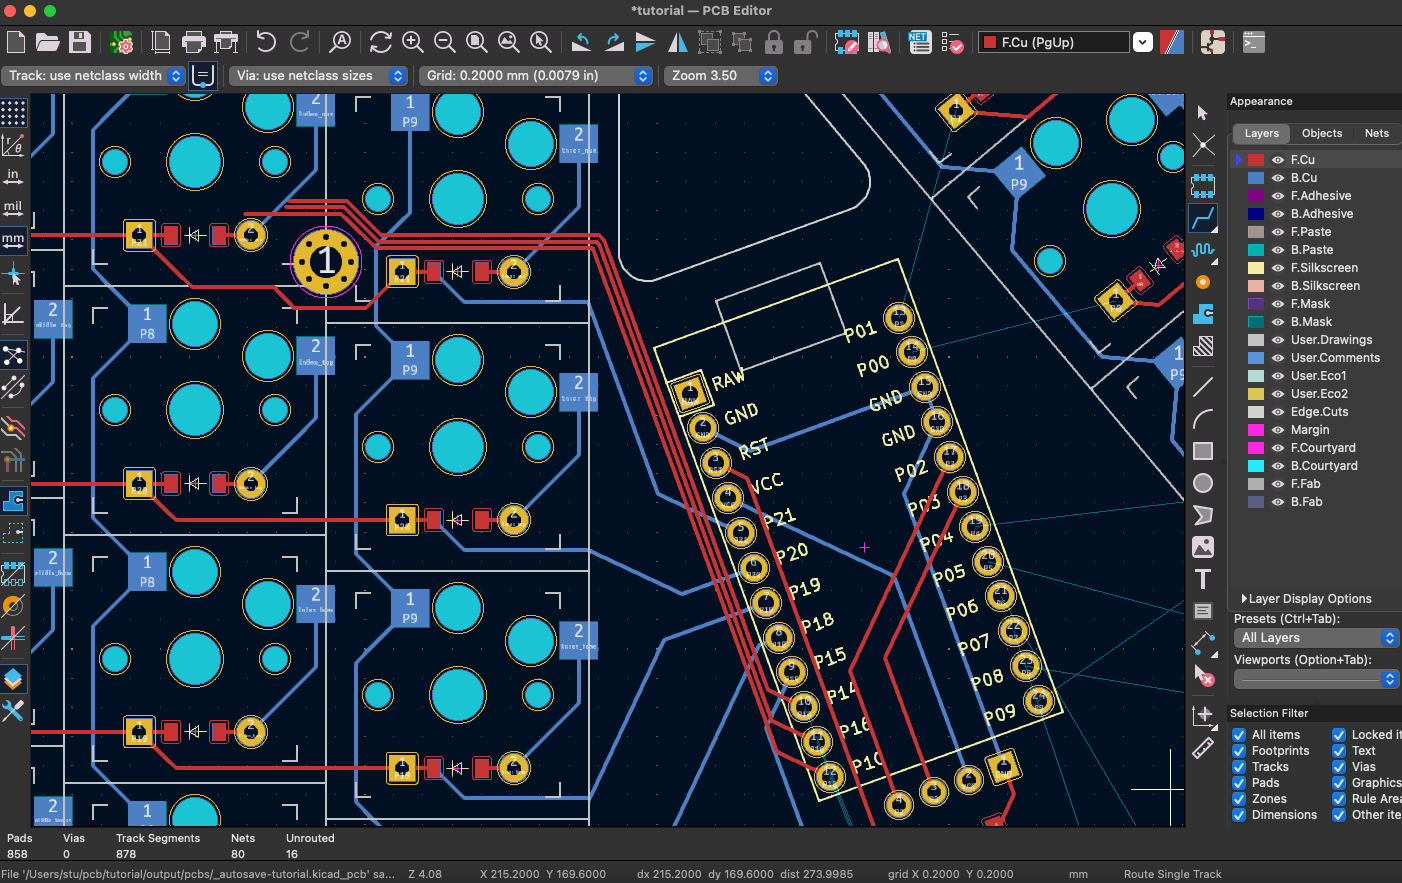 *tutorial — PCB Editor
F.Cu (PgUp)
Track: use netclass width
Via: use netclass sizes
Grid: 0.2000 mm (0.0079 in)
Zoom 3.50
in
mil
mm
Appearance
Layers
Objects
Nets
F.Cu
B.Cu
F.Adhesive
B.Adhesive
F.Paste
B.Paste
F.Silkscreen
B.Silkscreen
F.Mask
B.Mask
User.Drawings
User.Comments
User.Eco1
User.Eco2
Edge.Cuts
Margin
F.Courtyard
B.Courtyard
F.Fab
B.Fab
Layer Display Options
Presets (Ctrl+Tab):
All Layers
Viewports (Option+Tab):
Selection Filter
All items
Locked it
Footprints
Text
Tracks
Vias
Pads
Graphics
Zones
Rule Area
Dimensions
Other ite
RAW
GND
RST
VCC
P21
P20
P19
P18
P15
P14
P16
P10
P01
P00
GND
GND
P02
P03
P04
P05
P06
P07
P08
P09
1
P9
1
P9
1
P9
1
P9
1
P9
1
P8
1
P8
1
2
2
2
2
2
2
2
2
2
1
Pads
858
Vias
0
Track Segments
878
Nets
80
Unrouted
16
File '/Users/stu/pcb/tutorial/output/pcbs/_autosave-tutorial.kicad_pcb' sa...
Z 4.08
X 215.2000 Y 169.6000
dx 215.2000 dy 169.6000 dist 273.9985
grid X 0.2000 Y 0.2000
mm
Route Single Track